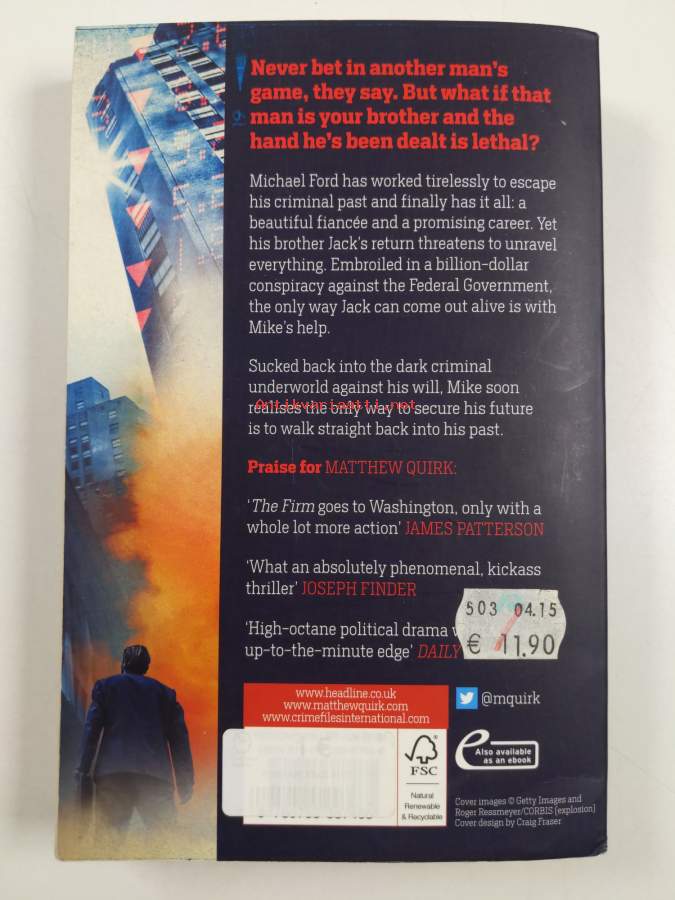 Never bet in another man's
game, they say. But what if that
man is your brother and the
hand he's been dealt is lethal?
Michael Ford has worked tirelessly to escape
his criminal past and finally has it all: a
beautiful fiancée and a promising career. Yet
his brother Jack's return threatens to unravel
everything. Embroiled in a billion-dollar
conspiracy against the Federal Government,
the only way Jack can come out alive is with
Mike's help.
Sucked back into the dark criminal
underworld against his will, Mike soon
realises the only way to secure his future
Antikvariaatti.net
is to walk straight back into his past.
Praise for MATTHEW QUIRK:
'The Firm goes to Washington, only with a
whole lot more action' JAMES PATTERSON
'What an absolutely phenomenal, kickass
thriller' JOSEPH FINDER
'High-octane political drama
up-to-the-minute edge' DAILY
503 04.15
€ 11.90
www.headline.co.uk
www.matthewquirk.com
www.crimefilesinternational.com
@mquirk
FSC
Natural
Renewable
& Recyclable
Also available
as an ebook
Cover images © Getty Images and
Roger Ressmeyer/CORBIS (explosion)
Cover design by Craig Fraser